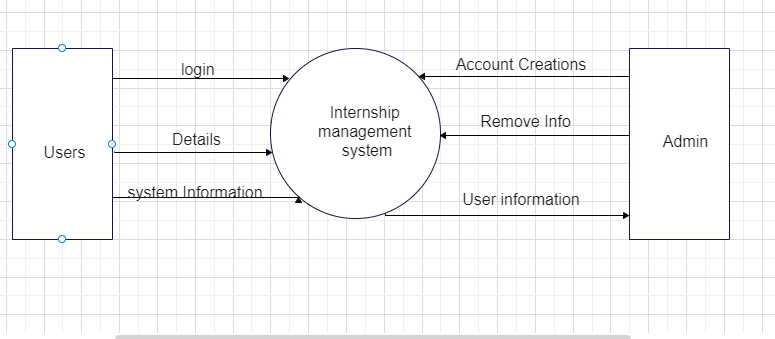 login
Details
system Information
Users
Internship
management
system
Account Creations
Remove Info
User information
Admin